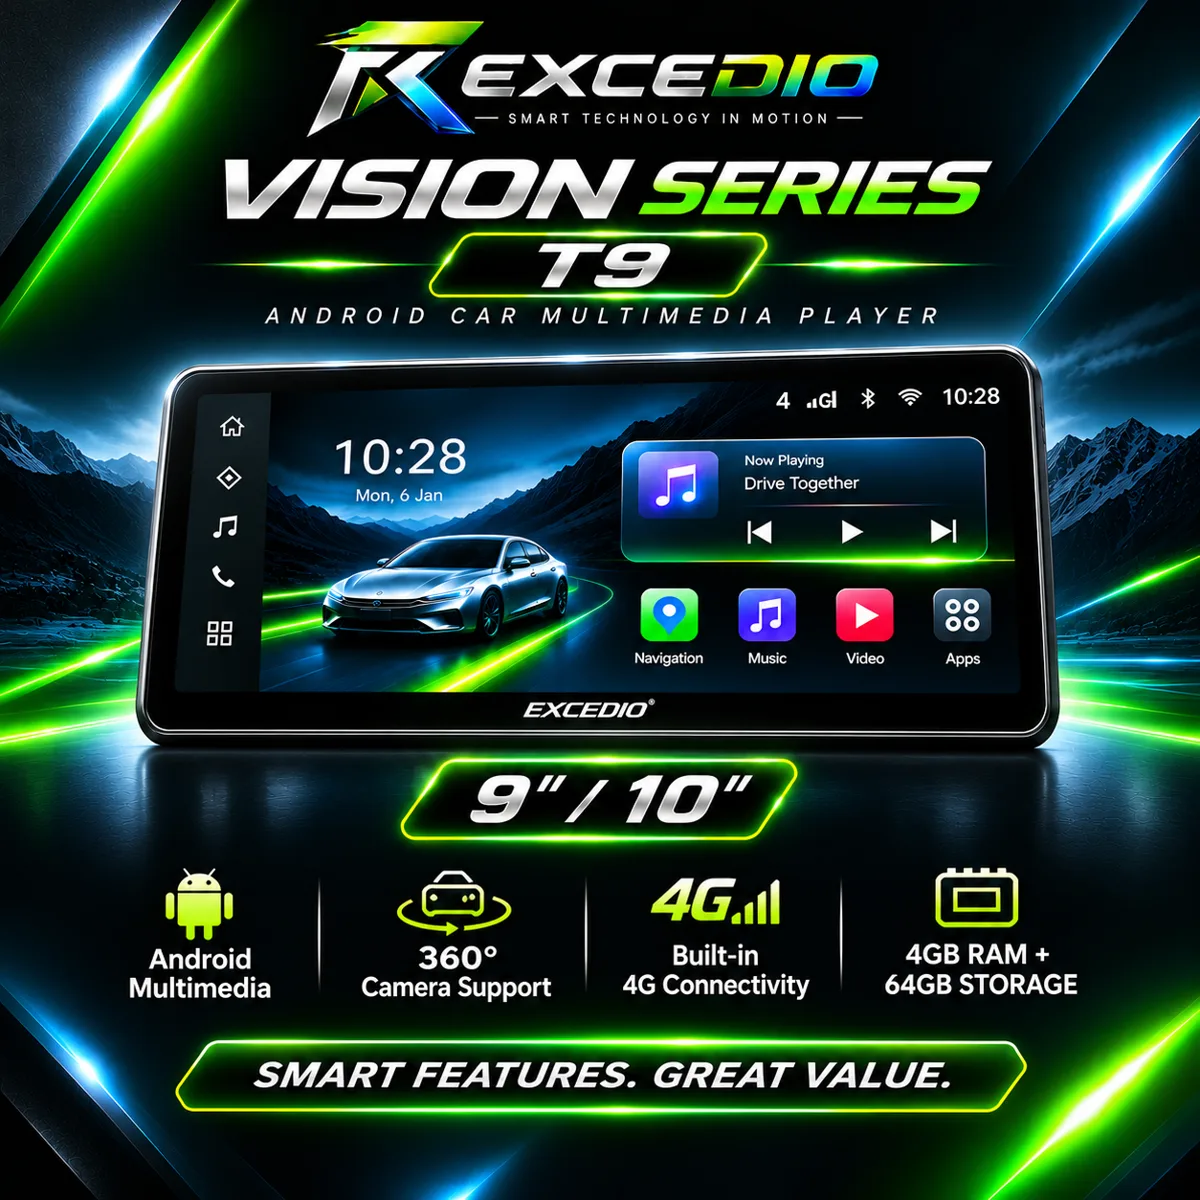 EXCEDIO
SMART TECHNOLOGY IN MOTION
VISION SERIES
T9
ANDROID CAR MULTIMEDIA PLAYER
4 GI 10:28
10:28
Mon, 6 Jan
Now Playing
Drive Together
Navigation Music Video Apps
EXCEDIO®
9" / 10"
Android
Multimedia
360°
Camera Support
4G
Built-in
4G Connectivity
4GB RAM +
64GB STORAGE
SMART FEATURES. GREAT VALUE.